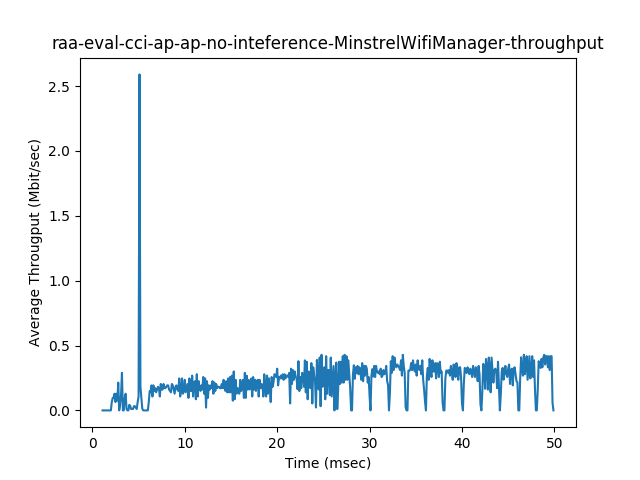 raa-eval-cci-ap-ap-no-inteference-MinstrelWifiManager-throughput
Average Througput (Mbit/sec)
2.5
2.0
1.5
1.0
0.5
0.0
0 10 20 30 40 50
Time (msec)